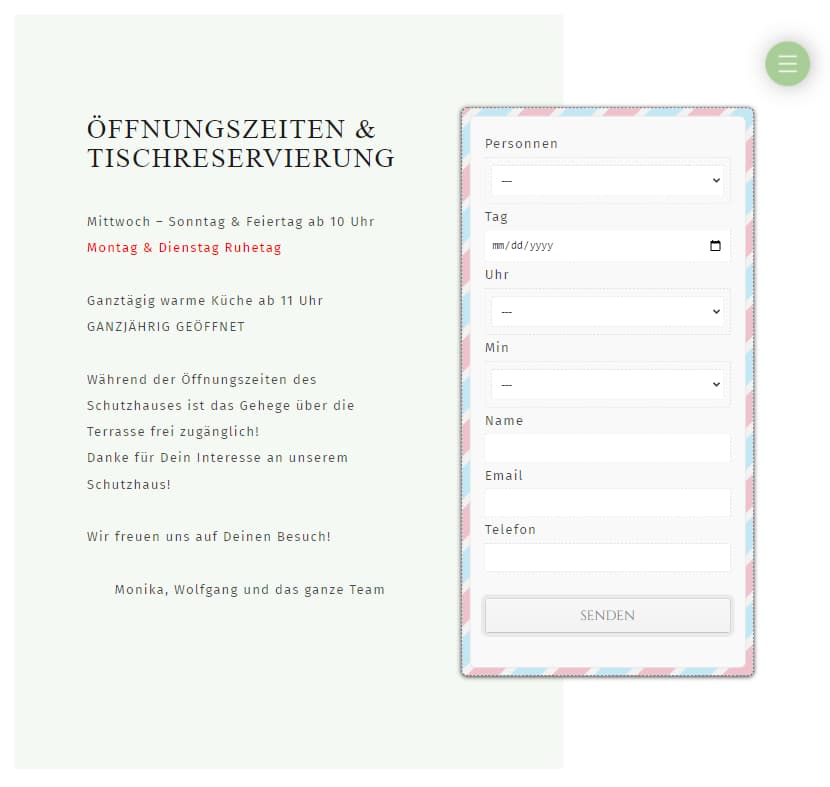 ÖFFNUNGSZEITEN &
TISCHRESERVIERUNG
Mittwoch – Sonntag & Feiertag ab 10 Uhr
Montag & Dienstag Ruhetag
Ganztägig warme Küche ab 11 Uhr
GANZJÄHRIG GEÖFFNET
Während der Öffnungszeiten des
Schutzhauses ist das Gehege über die
Terrasse frei zugänglich!
Danke für Dein Interesse an unserem
Schutzhaus!
Wir freuen uns auf Deinen Besuch!
Monika, Wolfgang und das ganze Team
Personnen
---
Tag
mm/dd/yyyy
Uhr
---
Min
---
Name
Email
Telefon
SENDEN